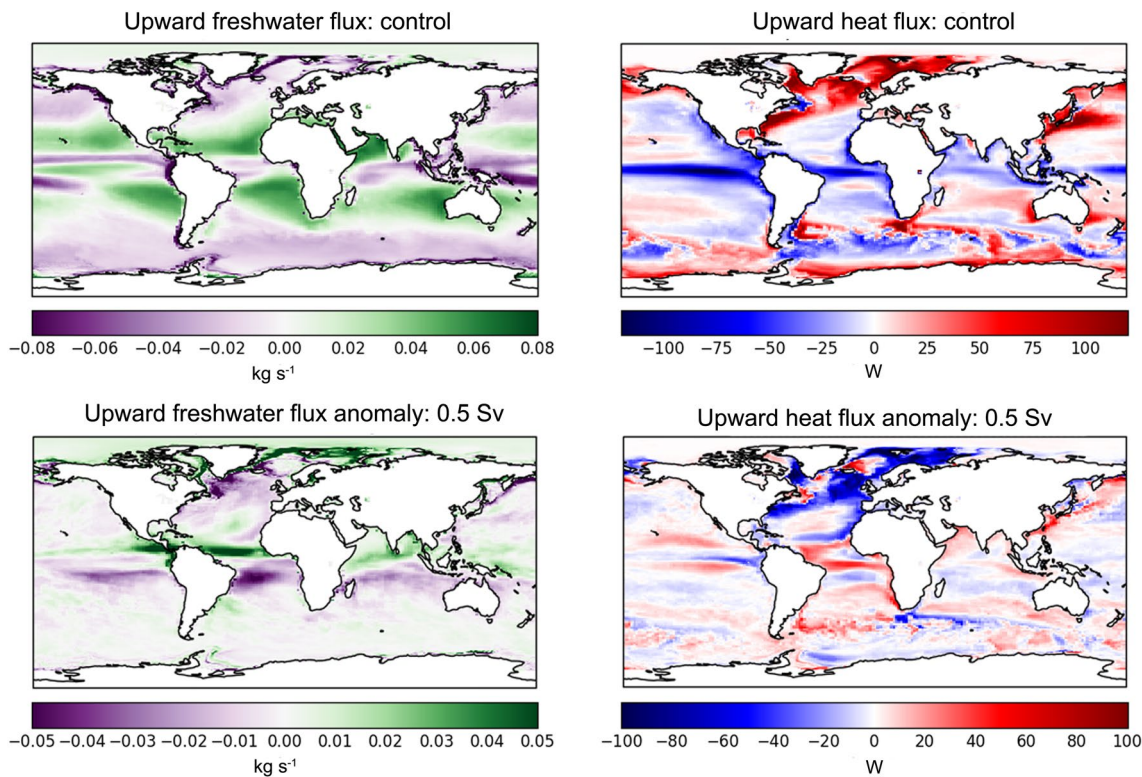 Upward freshwater flux: control
Upward heat flux: control
−0.08 −0.06 −0.04 −0.02 0.00 0.02 0.04 0.06 0.08
kg s⁻¹
−100 −75 −50 −25 0 25 50 75 100
W
Upward freshwater flux anomaly: 0.5 Sv
Upward heat flux anomaly: 0.5 Sv
−0.05 −0.04 −0.03 −0.02 −0.01 0.00 0.01 0.02 0.03 0.04 0.05
kg s⁻¹
−100 −80 −60 −40 −20 0 20 40 60 80 100
W